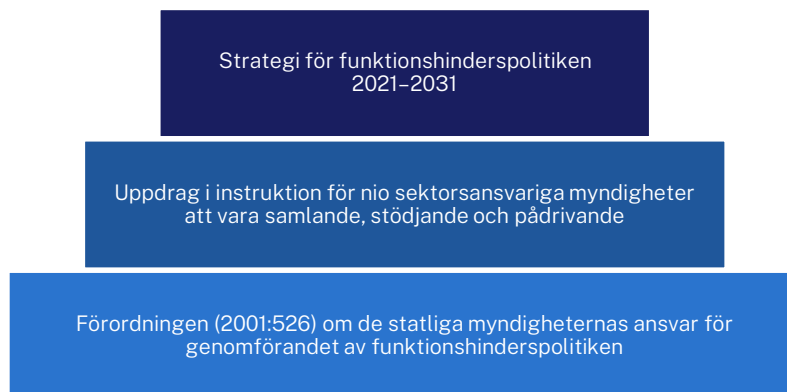 Strategi för funktionshinderspolitiken
2021–2031
Uppdrag i instruktion för nio sektorsansvariga myndigheter
att vara samlande, stödjande och pådrivande
Förordningen (2001:526) om de statliga myndigheternas ansvar för
genomförandet av funktionshinderspolitiken